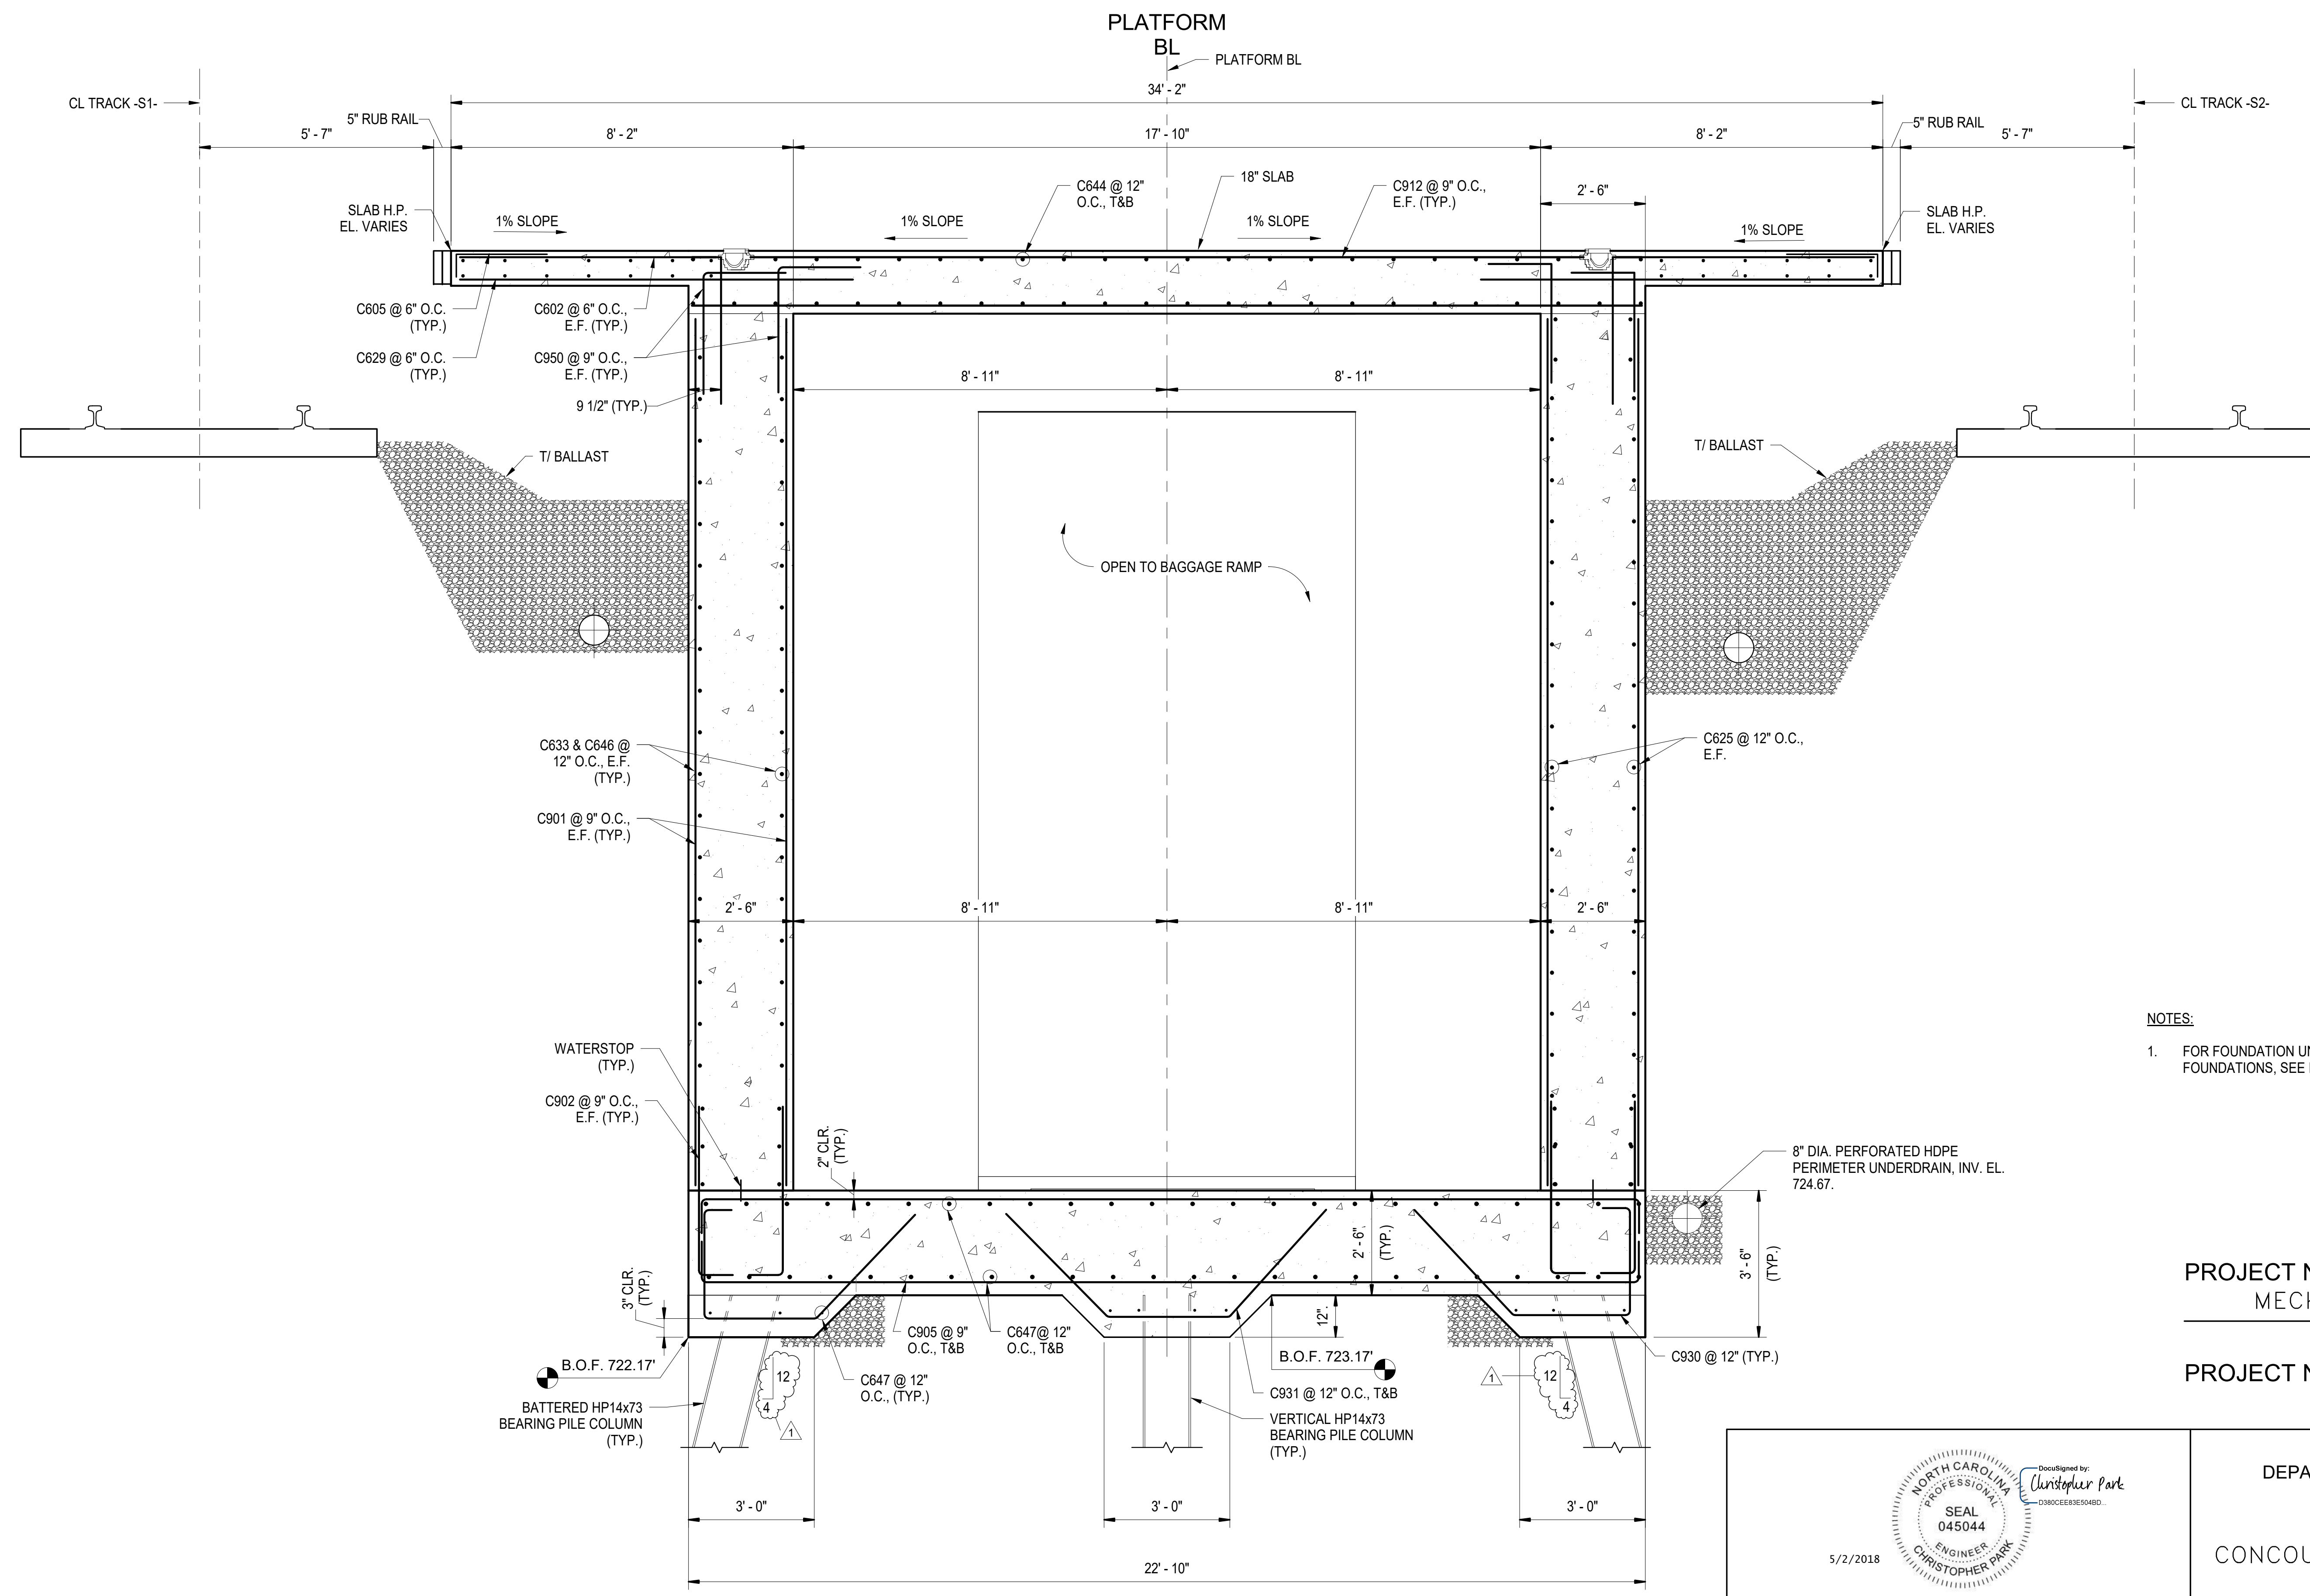 PLATFORM
BL
PLATFORM BL
34' - 2"
CL TRACK -S1-
CL TRACK -S2-
5" RUB RAIL
5" RUB RAIL
5' - 7"
8' - 2"
17' - 10"
8' - 2"
5' - 7"
C644 @ 12"
O.C., T&B
18" SLAB
C912 @ 9" O.C.,
E.F. (TYP.)
2' - 6"
SLAB H.P.
EL. VARIES
1% SLOPE
1% SLOPE
1% SLOPE
1% SLOPE
SLAB H.P.
EL. VARIES
C605 @ 6" O.C.
(TYP.)
C602 @ 6" O.C.,
E.F. (TYP.)
C629 @ 6" O.C.
(TYP.)
C950 @ 9" O.C.,
E.F. (TYP.)
9 1/2" (TYP.)
8' - 11"
8' - 11"
T/ BALLAST
T/ BALLAST
OPEN TO BAGGAGE RAMP
C633 & C646 @
12" O.C., E.F.
(TYP.)
C625 @ 12" O.C.,
E.F.
C901 @ 9" O.C.,
E.F. (TYP.)
2' - 6"
8' - 11"
8' - 11"
2' - 6"
NOTES:
1. FOR FOUNDATION
FOUNDATIONS, SEE
WATERSTOP
(TYP.)
C902 @ 9" O.C.,
E.F. (TYP.)
2" CLR.
(TYP.)
8" DIA. PERFORATED HDPE
PERIMETER UNDERDRAIN, INV. EL.
724.67.
2' - 6"
(TYP.)
3' - 6"
(TYP.)
3" CLR.
(TYP.)
12".
C905 @ 9"
O.C., T&B
C647@ 12"
O.C., T&B
B.O.F. 722.17'
B.O.F. 723.17'
C930 @ 12" (TYP.)
12
4
1
C647 @ 12"
O.C., (TYP.)
C931 @ 12" O.C., T&B
1
12
4
BATTERED HP14x73
BEARING PILE COLUMN
(TYP.)
VERTICAL HP14x73
BEARING PILE COLUMN
(TYP.)
3' - 0"
3' - 0"
3' - 0"
22' - 10"
PROJECT
PROJECT
NORTH CAROLINA
PROFESSIONAL
SEAL
045044
ENGINEER
CHRISTOPHER PARK
DocuSigned by:
Christopher Park
D380CEE83E504BD...
5/2/2018